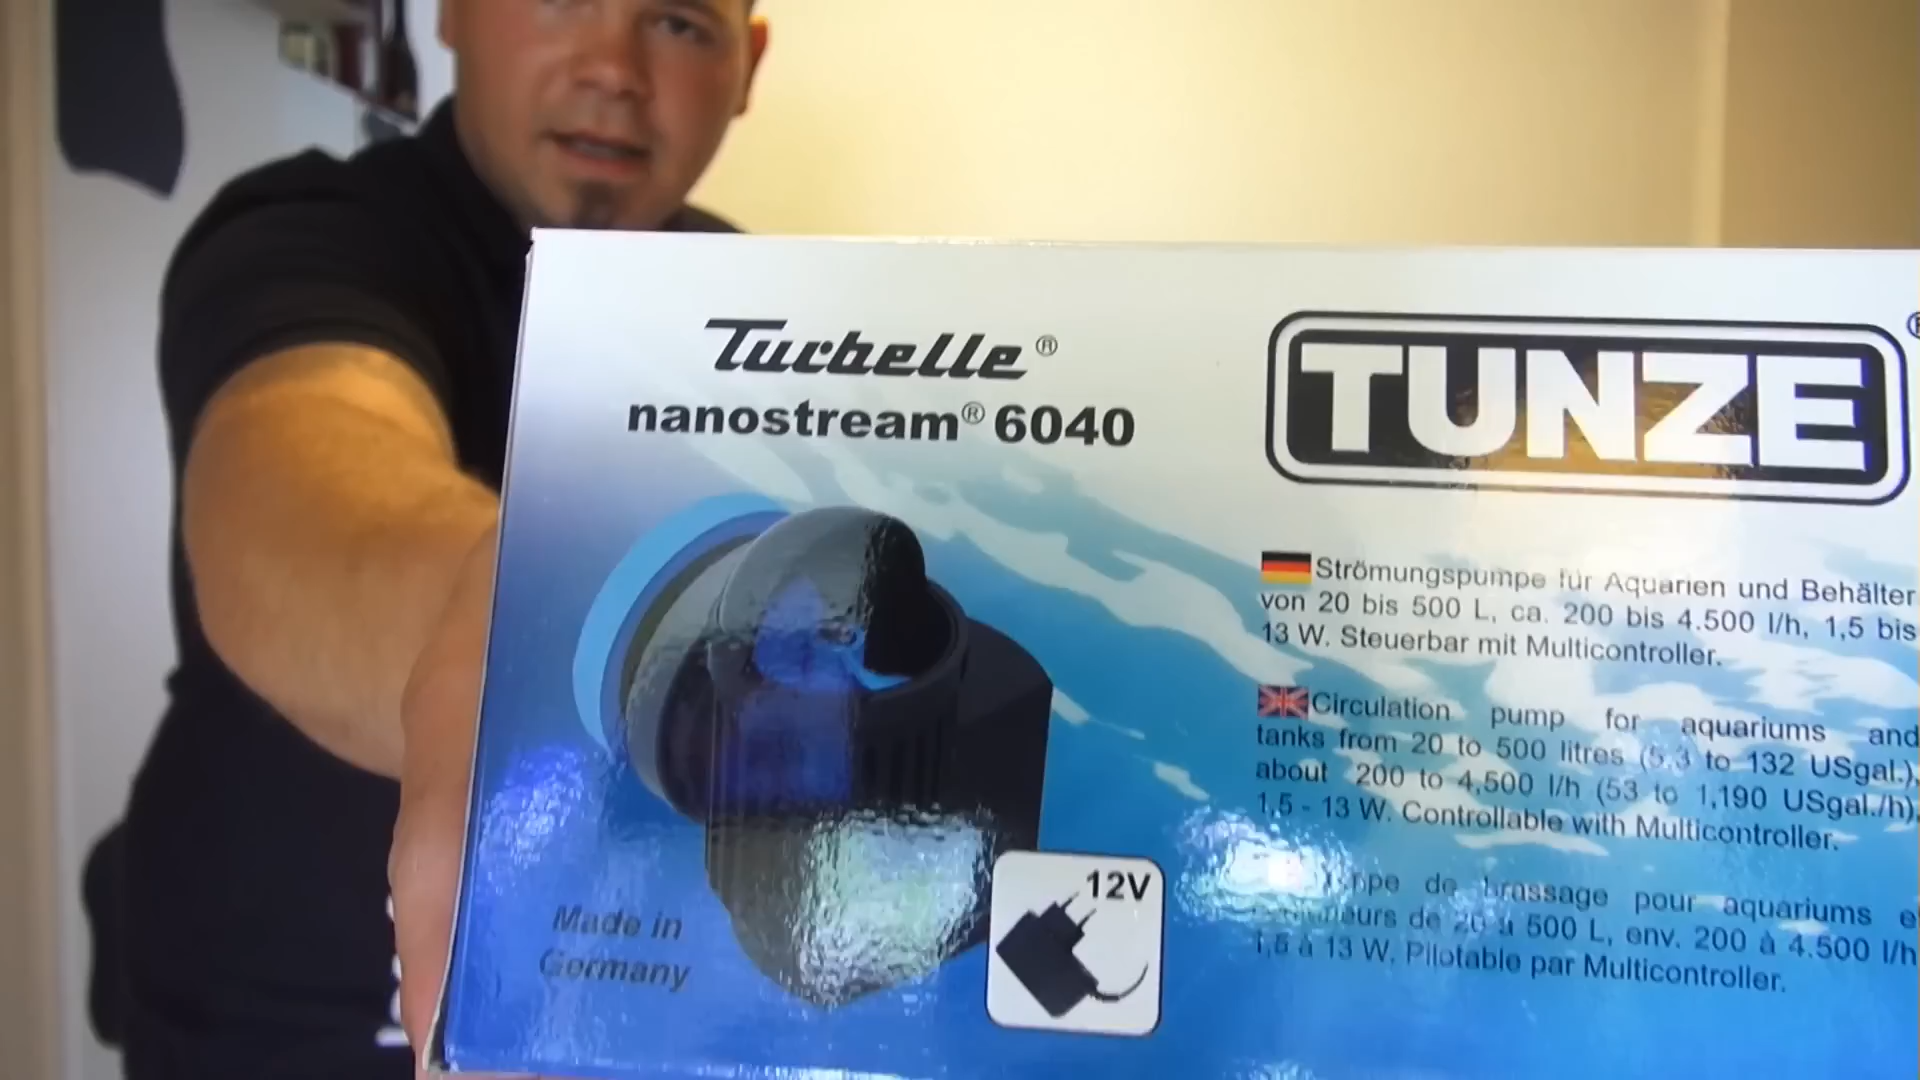 Turbelle®
nanostream® 6040
TUNZE®
Strömungspumpe für Aquarien und Behälter
von 20 bis 500 L, ca. 200 bis 4.500 l/h, 1,5 bis
13 W. Steuerbar mit Multicontroller.
Circulation pump for aquariums and
tanks from 20 to 500 litres (5.3 to 132 USgal.),
about 200 to 4,500 l/h (53 to 1,190 USgal./h),
1,5 - 13 W. Controllable with Multicontroller.
de brassage pour aquariums et
de 20 à 500 L, env. 200 à 4.500 l/h
1,5 à 13 W. Pilotable par Multicontroller.
12V
Made in
Germany